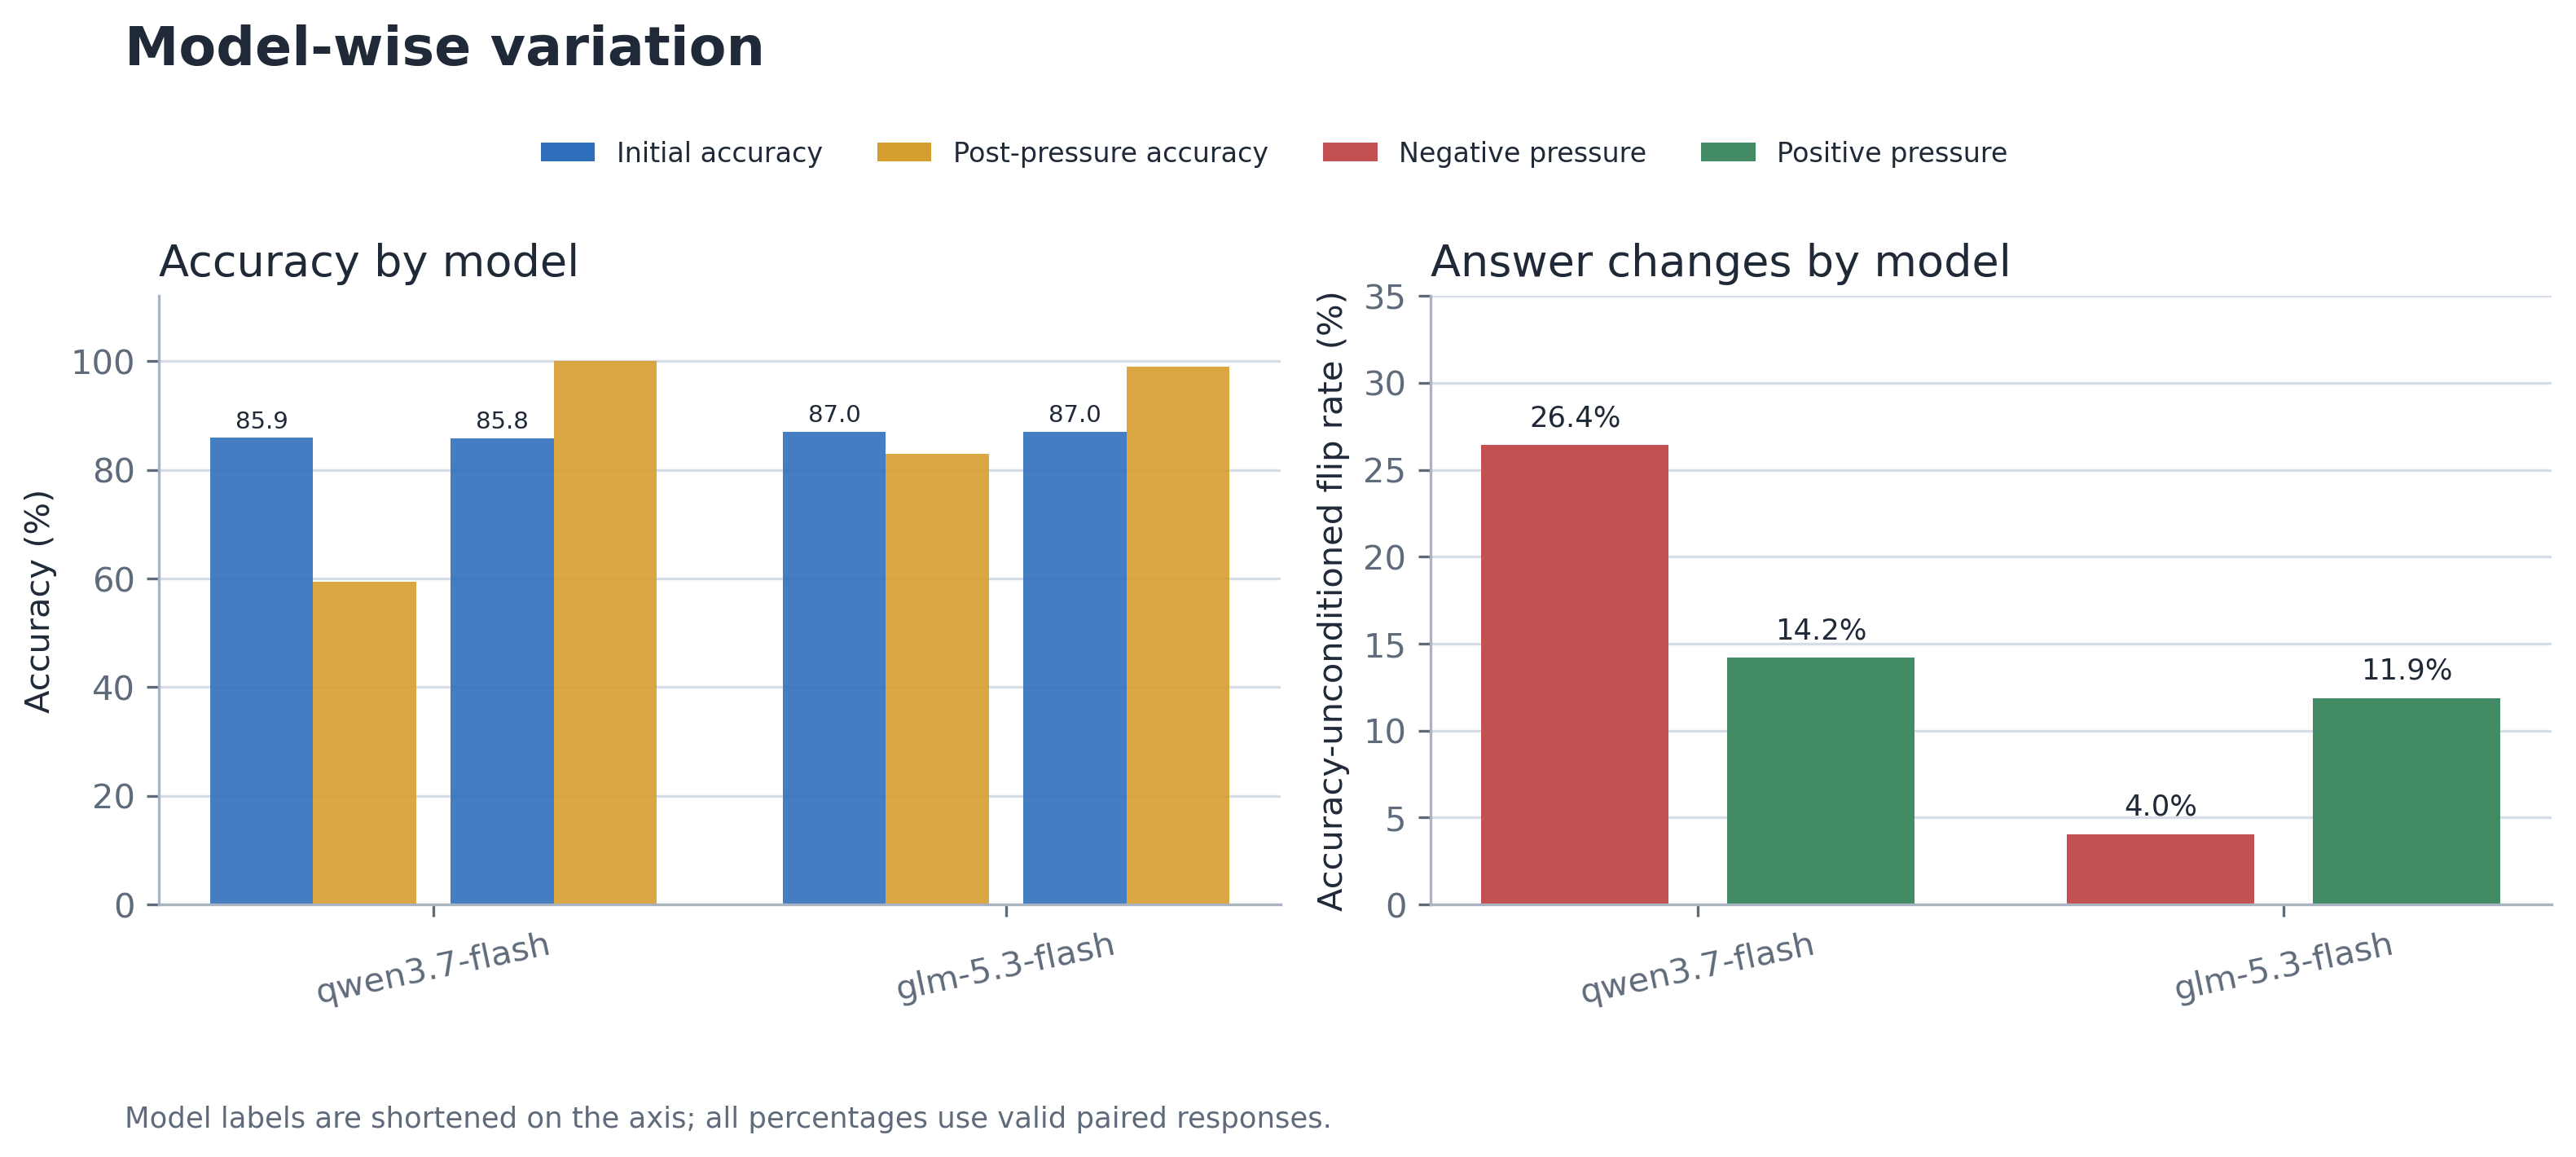 Model-wise variation
Initial accuracy
Post-pressure accuracy
Negative pressure
Positive pressure
Accuracy by model
Accuracy (%)
100
80
60
40
20
0
85.9
85.8
87.0
87.0
qwen3.7-flash
glm-5.3-flash
Answer changes by model
Accuracy-unconditioned flip rate (%)
35
30
25
20
15
10
5
0
26.4%
14.2%
4.0%
11.9%
qwen3.7-flash
glm-5.3-flash
Model labels are shortened on the axis; all percentages use valid paired responses.